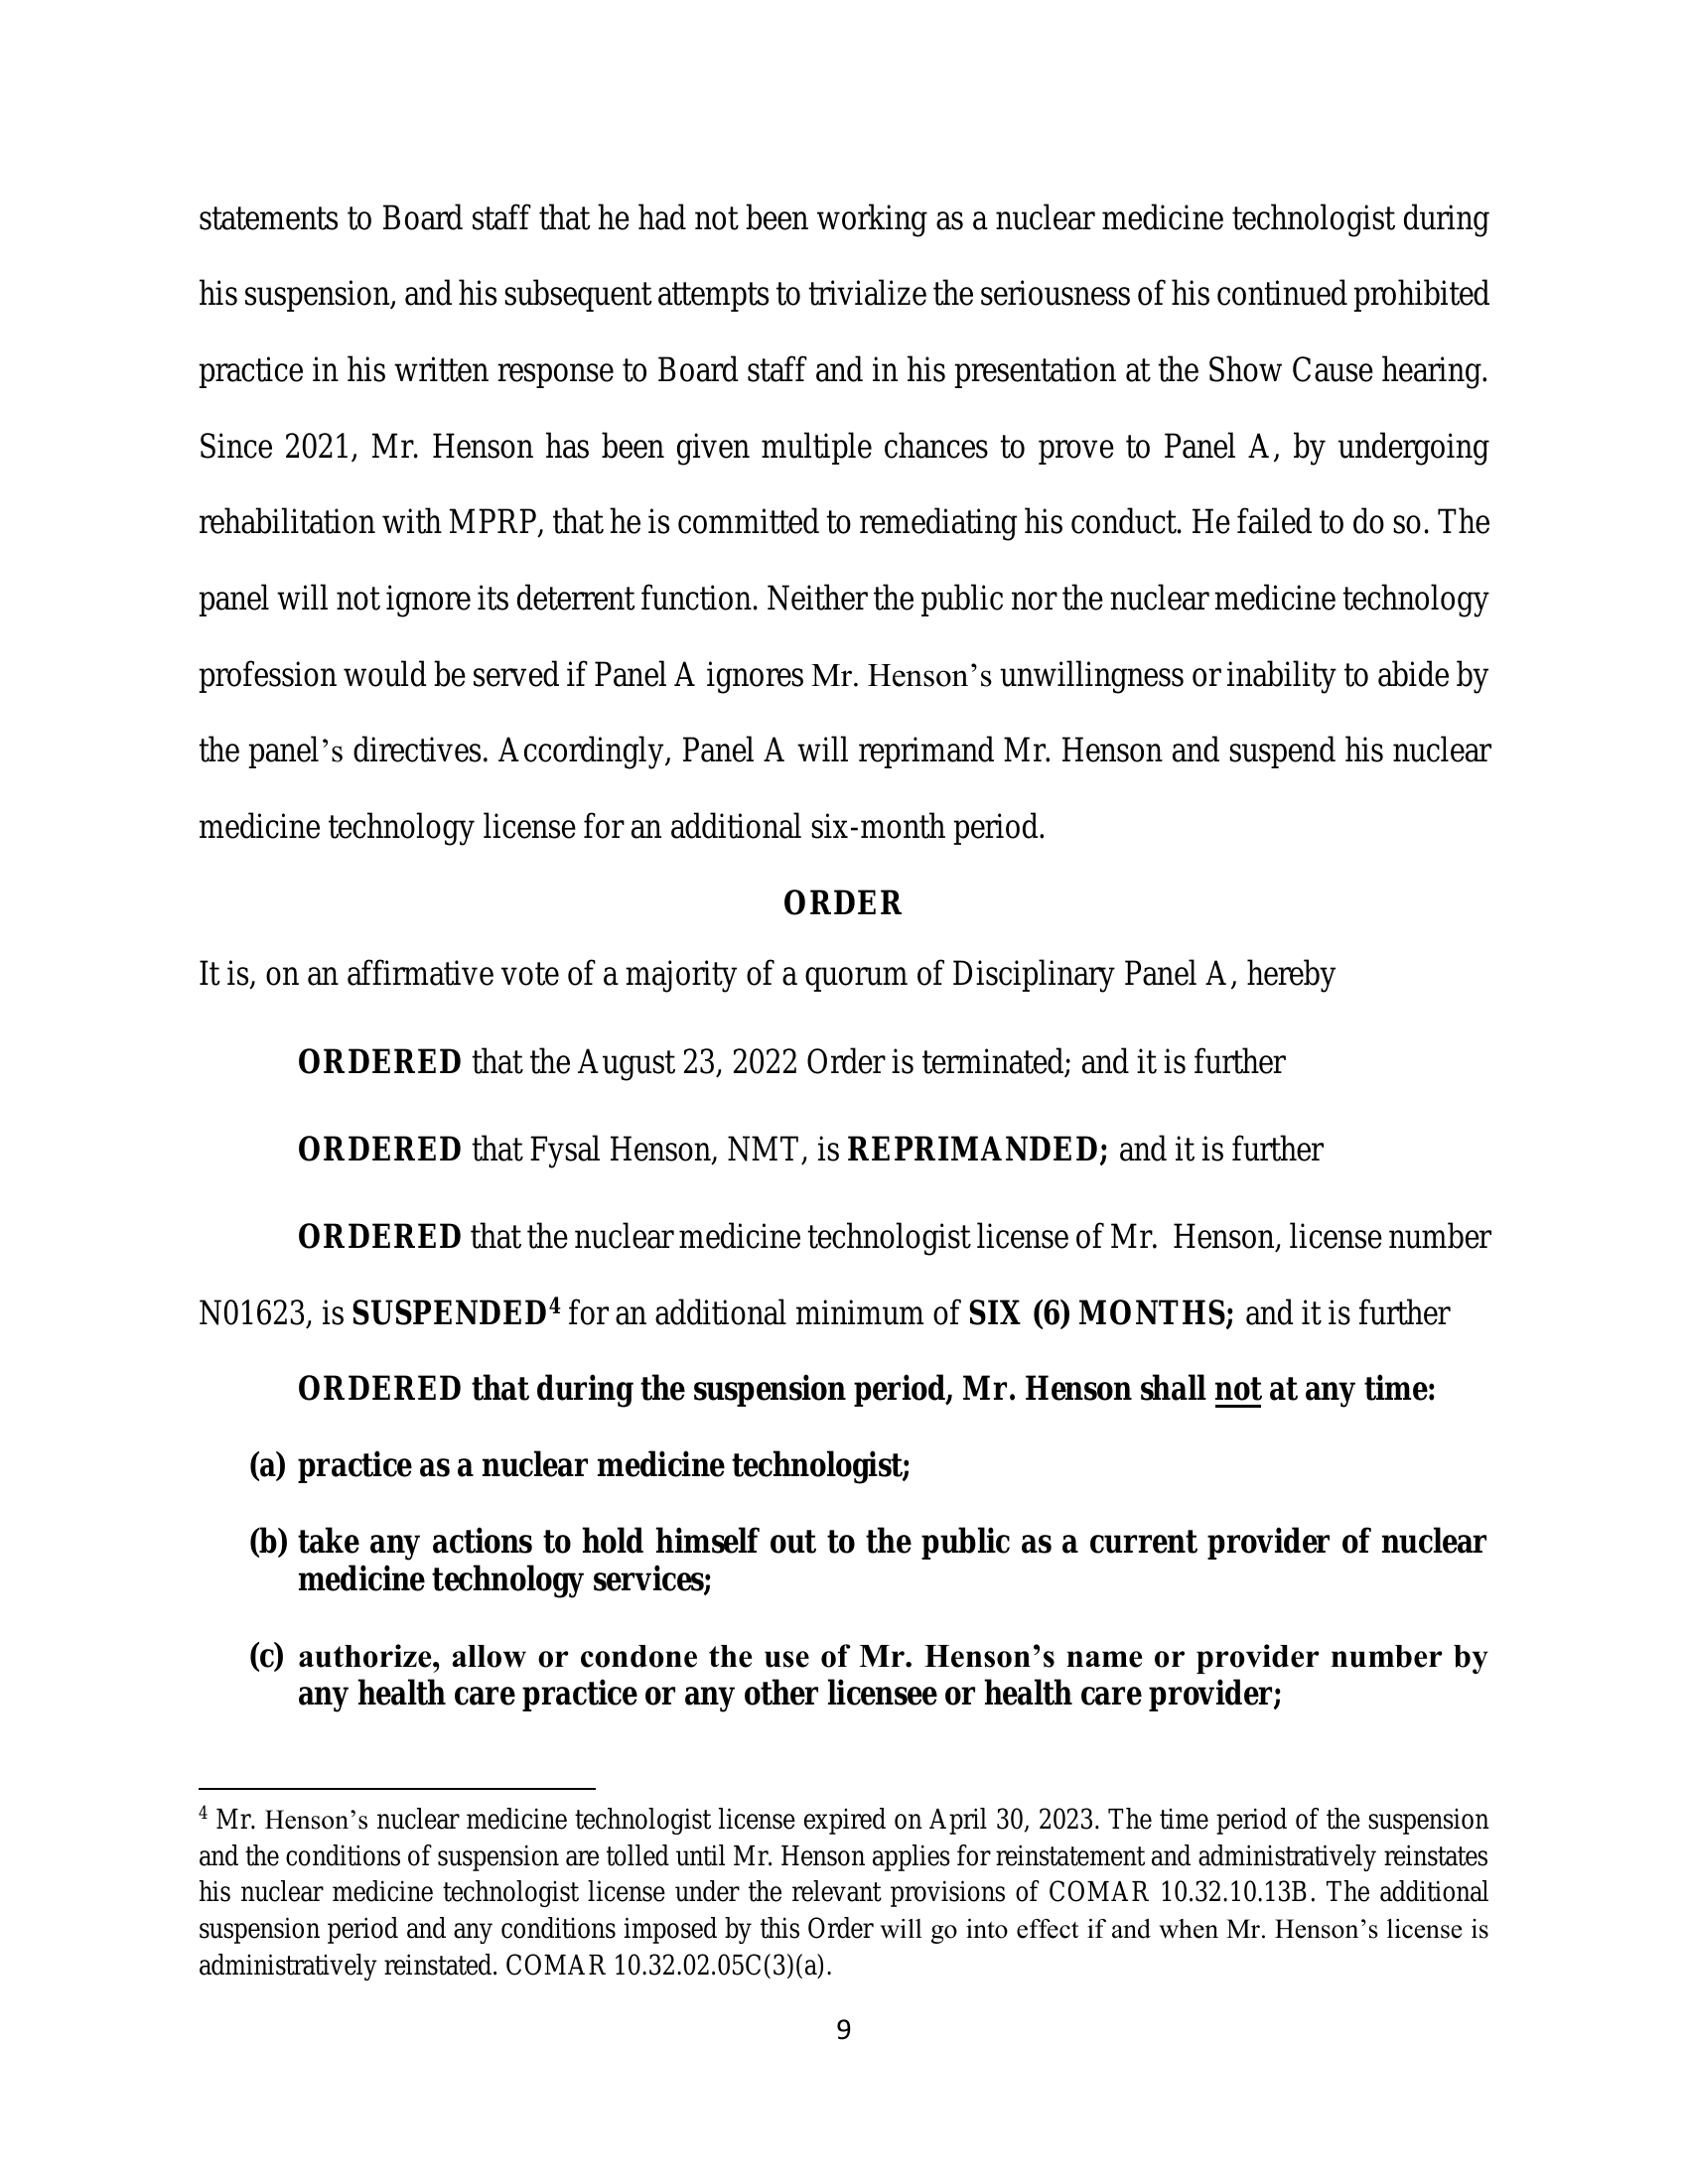 statements to Board staff that he had not been working as a nuclear medicine technologist during
his suspension, and his subsequent attempts to trivialize the seriousness of his continued prohibited
practice in his written response to Board staff and in his presentation at the Show Cause hearing.
Since 2021, Mr. Henson has been given multiple chances to prove to Panel A, by undergoing
rehabilitation with MPRP, that he is committed to remediating his conduct. He failed to do so. The
panel will not ignore its deterrent function. Neither the public nor the nuclear medicine technology
profession would be served if Panel A ignores Mr. Henson’s unwillingness or inability to abide by
the panel’s directives. Accordingly, Panel A will reprimand Mr. Henson and suspend his nuclear
medicine technology license for an additional six-month period.
ORDER
It is, on an affirmative vote of a majority of a quorum of Disciplinary Panel A, hereby
ORDERED that the August 23, 2022 Order is terminated; and it is further
ORDERED that Fysal Henson, NMT, is REPRIMANDED; and it is further
ORDERED that the nuclear medicine technologist license of Mr. Henson, license number
N01623, is SUSPENDED⁴ for an additional minimum of SIX (6) MONTHS; and it is further
ORDERED that during the suspension period, Mr. Henson shall not at any time:
(a) practice as a nuclear medicine technologist;
(b) take any actions to hold himself out to the public as a current provider of nuclear
medicine technology services;
(c) authorize, allow or condone the use of Mr. Henson’s name or provider number by
any health care practice or any other licensee or health care provider;
⁴ Mr. Henson’s nuclear medicine technologist license expired on April 30, 2023. The time period of the suspension
and the conditions of suspension are tolled until Mr. Henson applies for reinstatement and administratively reinstates
his nuclear medicine technologist license under the relevant provisions of COMAR 10.32.10.13B. The additional
suspension period and any conditions imposed by this Order will go into effect if and when Mr. Henson’s license is
administratively reinstated. COMAR 10.32.02.05C(3)(a).
9